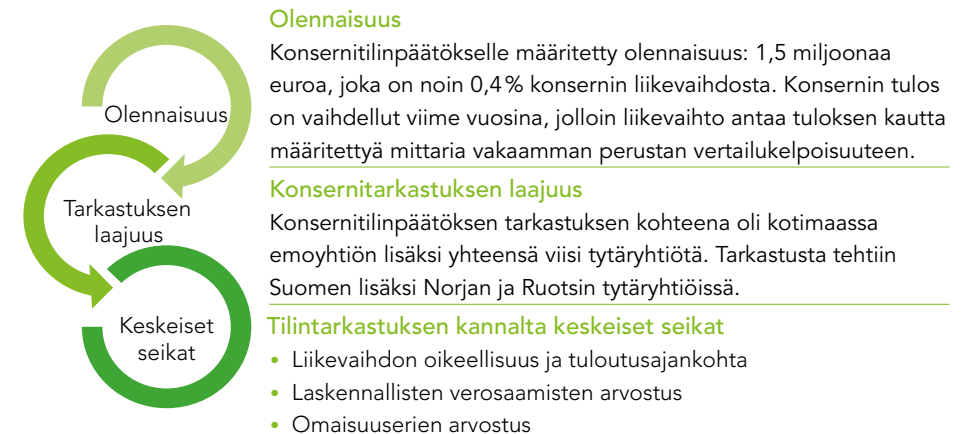 Olennaisuus
Tarkastuksen
laajuus
Keskeiset
seikat
Olennaisuus
Konsernitilinpäätökselle määritetty olennaisuus: 1,5 miljoonaa
euroa, joka on noin 0,4 % konsernin liikevaihdosta. Konsernin tulos
on vaihdellut viime vuosina, jolloin liikevaihto antaa tuloksen kautta
määritettyä mittaria vakaamman perustan vertailukelpoisuuteen.
Konsernitarkastuksen laajuus
Konsernitilinpäätöksen tarkastuksen kohteena oli kotimaassa
emoyhtiön lisäksi yhteensä viisi tytäryhtiötä. Tarkastusta tehtiin
Suomen lisäksi Norjan ja Ruotsin tytäryhtiöissä.
Tilintarkastuksen kannalta keskeiset seikat
• Liikevaihdon oikeellisuus ja tuloutusajankohta
• Laskennallisten verosaamisten arvostus
• Omaisuuserien arvostus